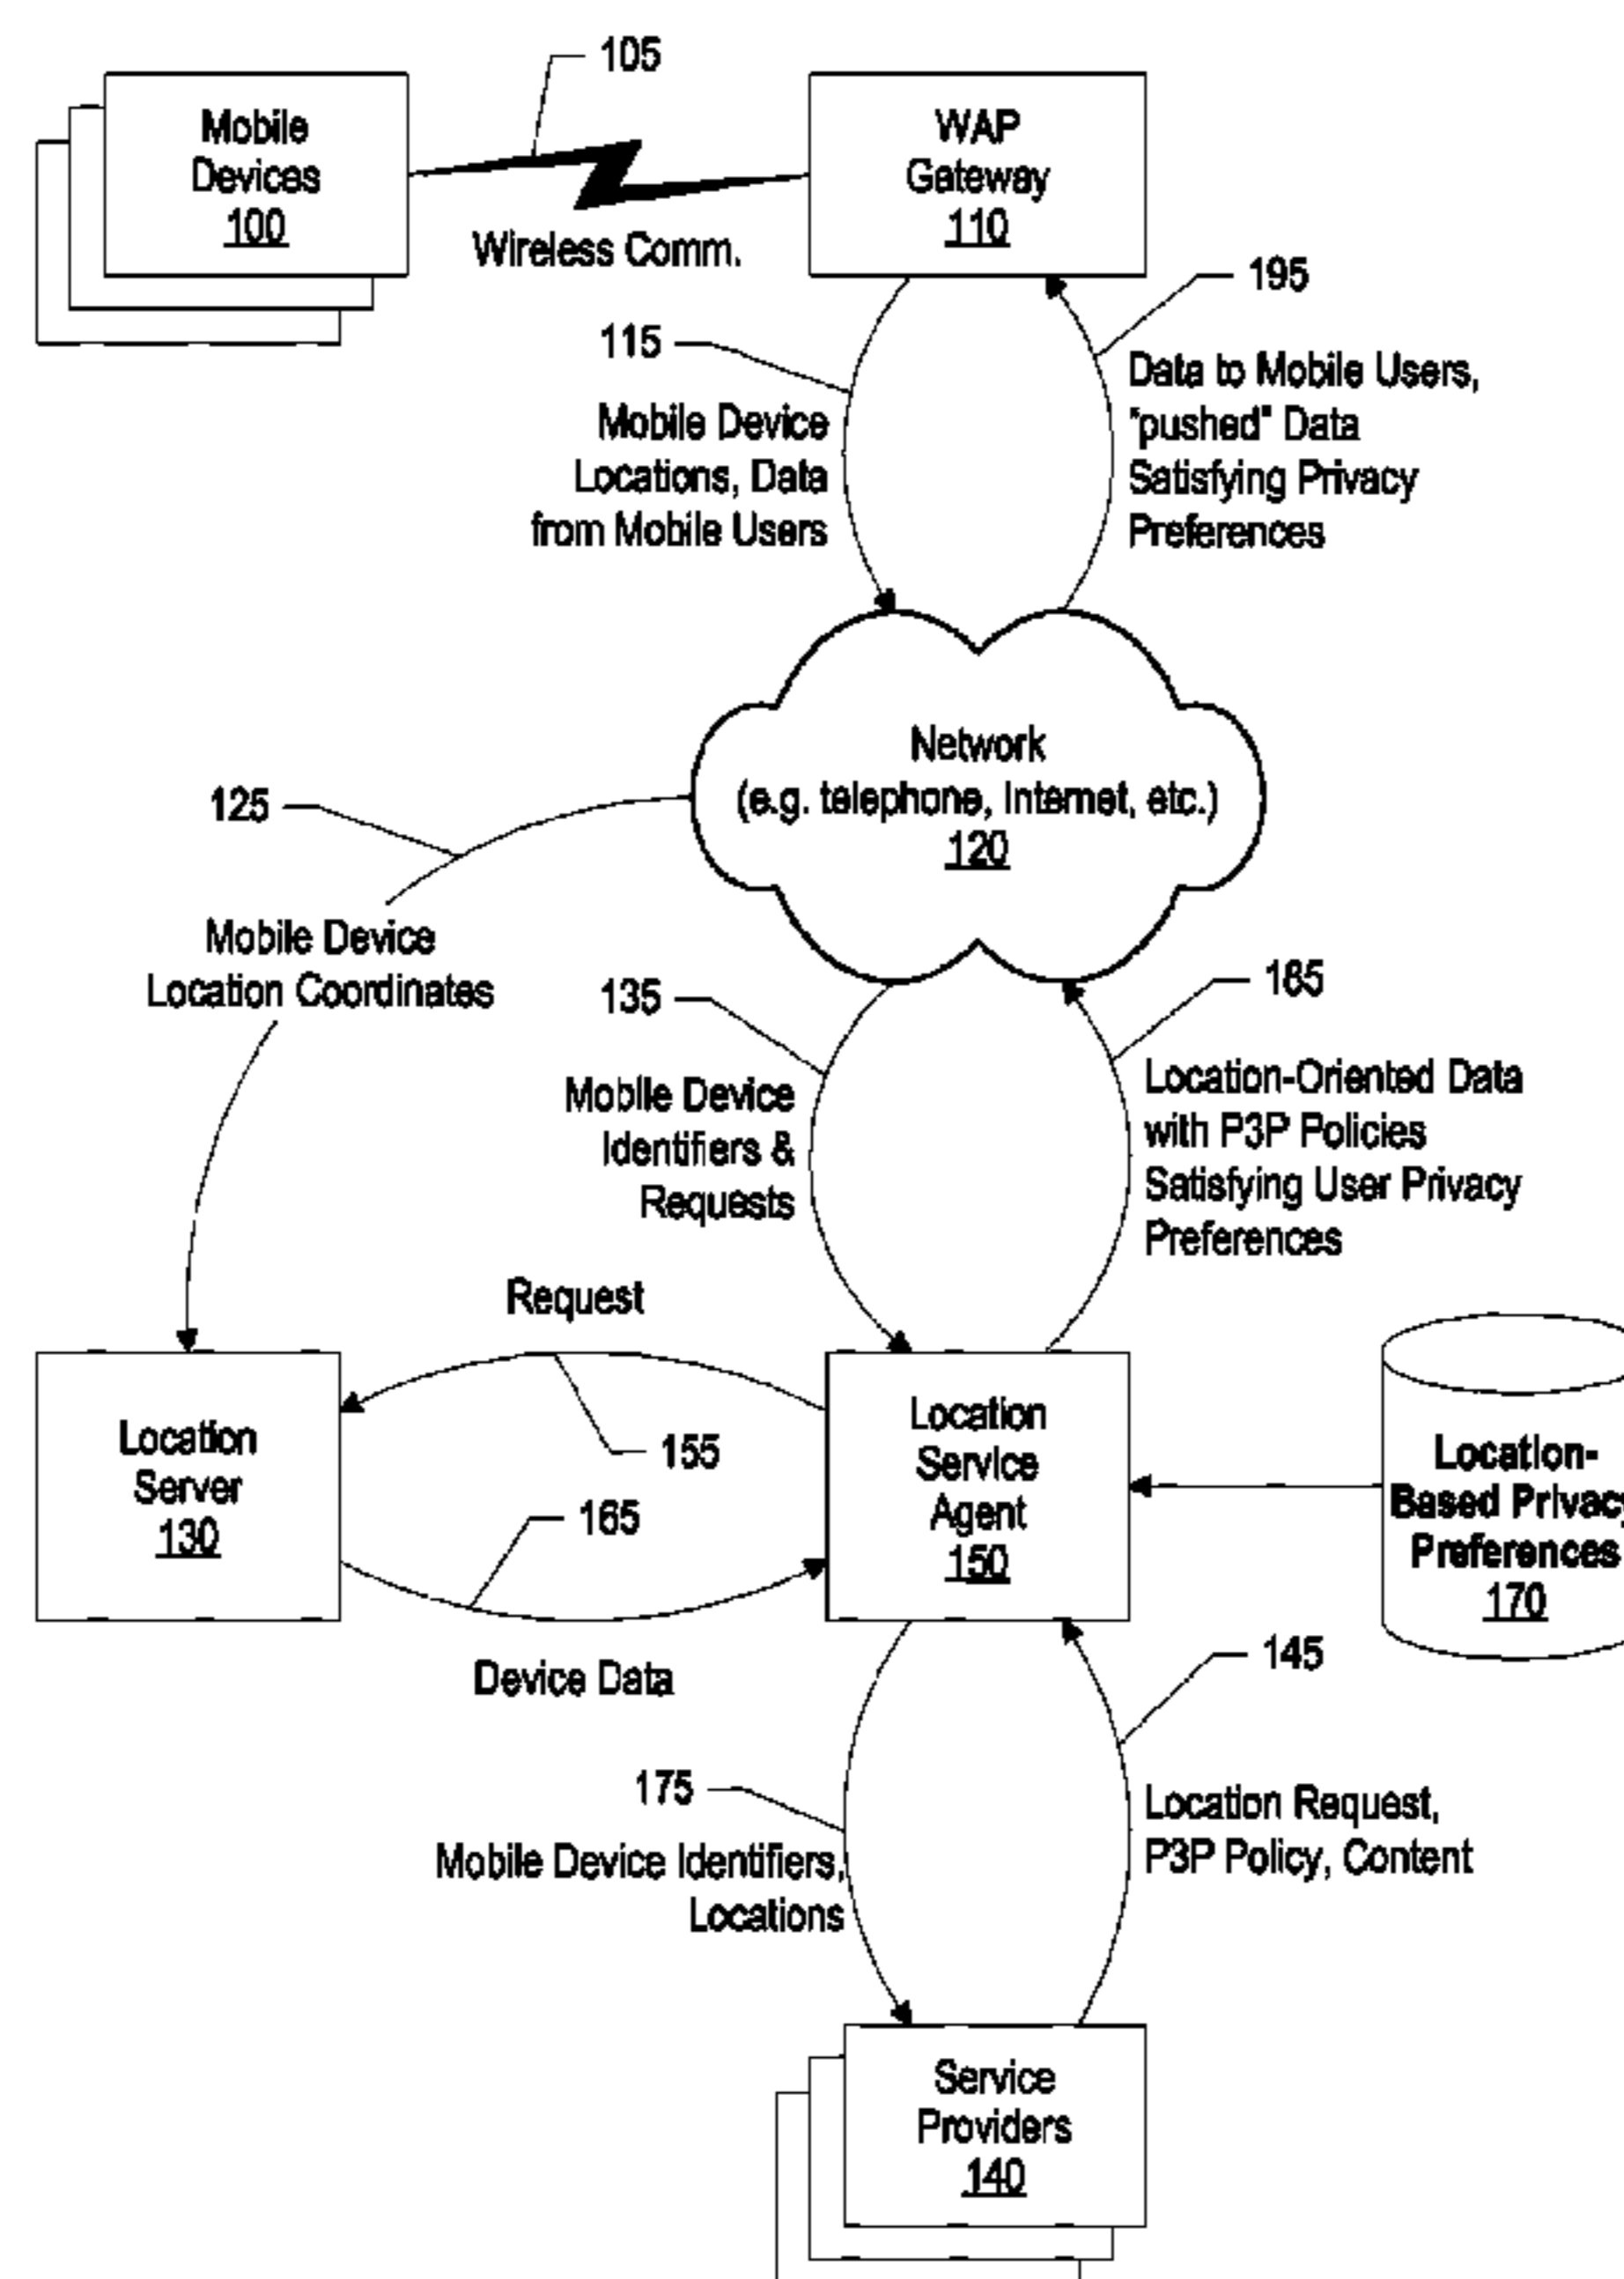 105
Mobile
Devices
100
WAP
Gateway
110
Wireless Comm.
195
115
Mobile Device
Locations, Data
from Mobile Users
Data to Mobile Users,
"pushed" Data
Satisfying Privacy
Preferences
Network
(e.g. telephone, Internet, etc.)
120
125
Mobile Device
Location Coordinates
135
185
Mobile Device
Identifiers &
Requests
Location-Oriented Data
with P3P Policies
Satisfying User Privacy
Preferences
Request
Location
Server
130
155
165
Location
Service
Agent
150
Location-
Based Privacy
Preferences
170
Device Data
145
175
Mobile Device Identifiers,
Locations
Location Request,
P3P Policy, Content
Service
Providers
140